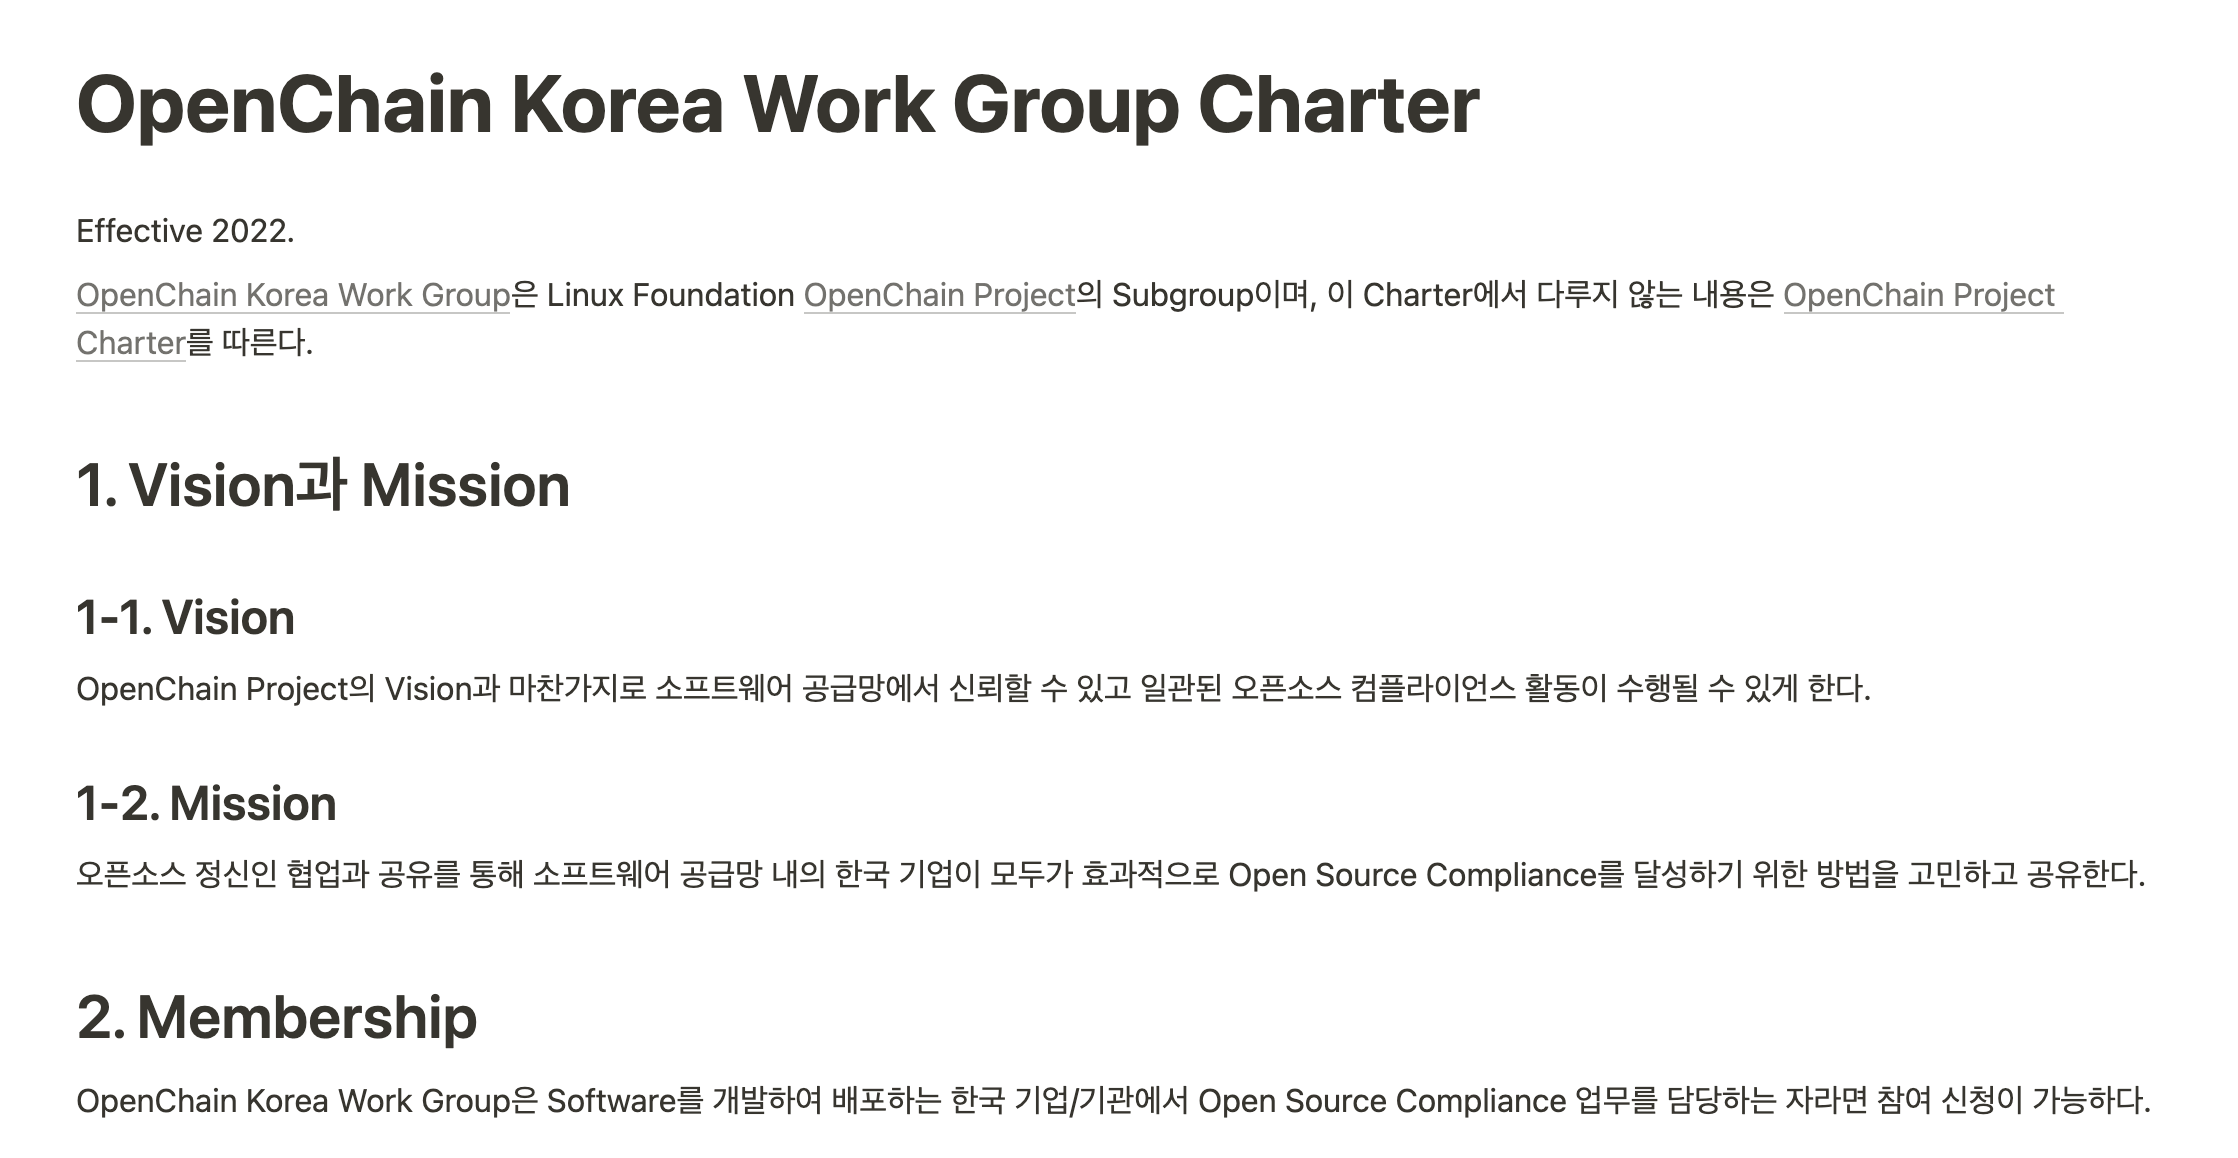 OpenChain Korea Work Group Charter
Effective 2022.
OpenChain Korea Work Group은 Linux Foundation OpenChain Project의 Subgroup이며, 이 Charter에서 다루지 않는 내용은 OpenChain Project
Charter를 따른다.
1. Vision과 Mission
1-1. Vision
OpenChain Project의 Vision과 마찬가지로 소프트웨어 공급망에서 신뢰할 수 있고 일관된 오픈소스 컴플라이언스 활동이 수행될 수 있게 한다.
1-2. Mission
오픈소스 정신인 협업과 공유를 통해 소프트웨어 공급망 내의 한국 기업이 모두가 효과적으로 Open Source Compliance를 달성하기 위한 방법을 고민하고 공유한다.
2. Membership
OpenChain Korea Work Group은 Software를 개발하여 배포하는 한국 기업/기관에서 Open Source Compliance 업무를 담당하는 자라면 참여 신청이 가능하다.